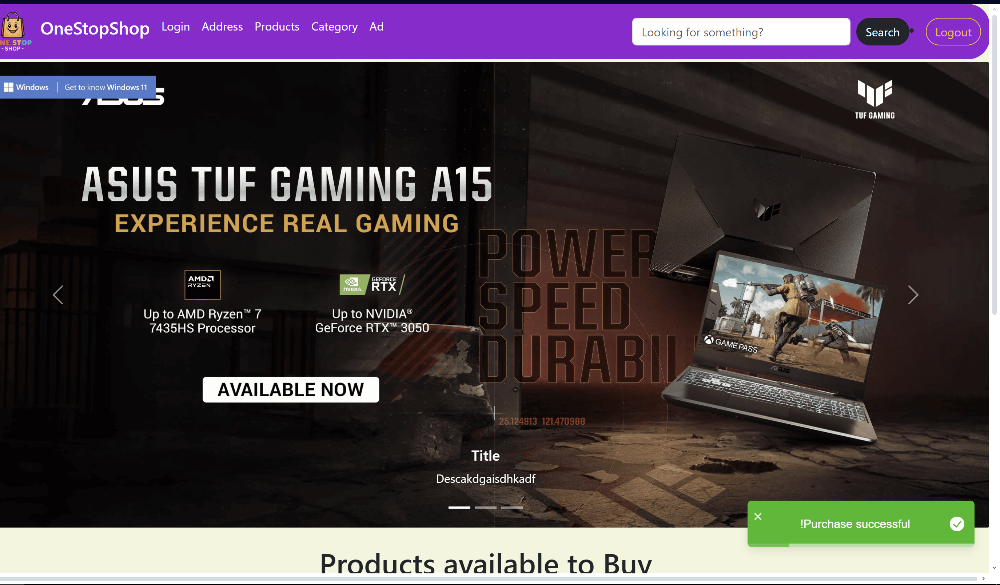 NE STOP
- SHOP -
OneStopShop
Login
Address
Products
Category
Ad
Looking for something?
Search
Logout
Windows
Get to know Windows 11
ASUS
TUF GAMING
ASUS TUF GAMING A15
EXPERIENCE REAL GAMING
POWER
SPEED
DURABIL
AMD
RYZEN
NVIDIA.
GEFORCE
RTX
Up to AMD Ryzen™ 7
7435HS Processor
Up to NVIDIA®
GeForce RTX™ 3050
GAME PASS
ASUS
AVAILABLE NOW
25.124913 121.470988
Title
Descakdgaisdhkadf
!Purchase successful
Products available to Buy